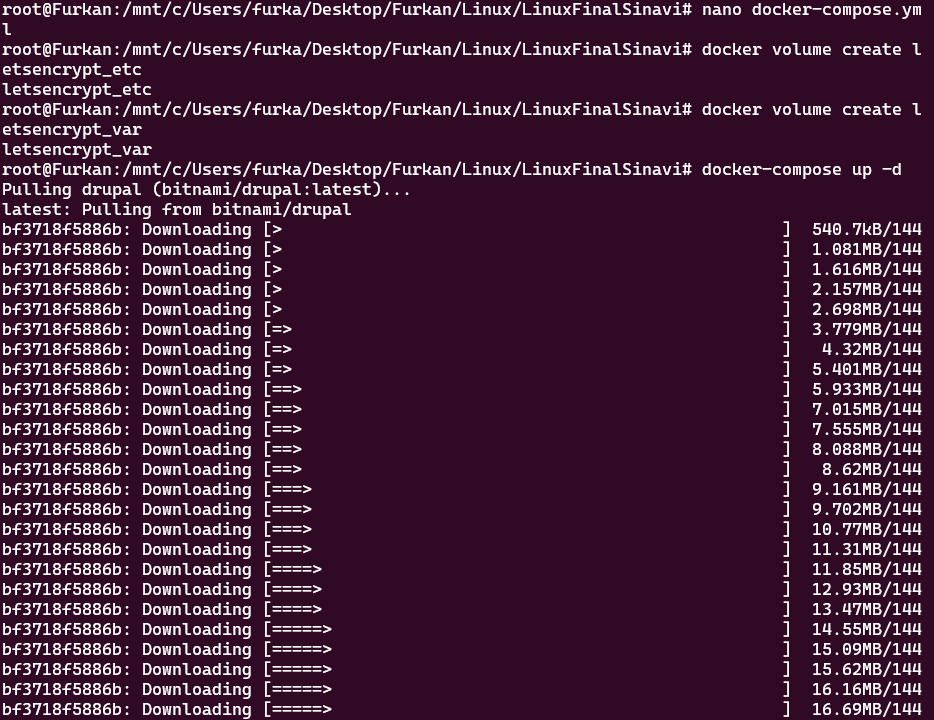 root@Furkan:/mnt/c/Users/furka/Desktop/Furkan/Linux/LinuxFinalSinavi# nano docker-compose.ym
l
root@Furkan:/mnt/c/Users/furka/Desktop/Furkan/Linux/LinuxFinalSinavi# docker volume create l
etsencrypt_etc
letsencrypt_etc
root@Furkan:/mnt/c/Users/furka/Desktop/Furkan/Linux/LinuxFinalSinavi# docker volume create l
etsencrypt_var
letsencrypt_var
root@Furkan:/mnt/c/Users/furka/Desktop/Furkan/Linux/LinuxFinalSinavi# docker-compose up -d
Pulling drupal (bitnami/drupal:latest)...
latest: Pulling from bitnami/drupal
bf3718f5886b: Downloading [>                                                  ]  540.7kB/144
bf3718f5886b: Downloading [>                                                  ]  1.081MB/144
bf3718f5886b: Downloading [>                                                  ]  1.616MB/144
bf3718f5886b: Downloading [>                                                  ]  2.157MB/144
bf3718f5886b: Downloading [>                                                  ]  2.698MB/144
bf3718f5886b: Downloading [=>                                                 ]  3.779MB/144
bf3718f5886b: Downloading [=>                                                 ]   4.32MB/144
bf3718f5886b: Downloading [=>                                                 ]  5.401MB/144
bf3718f5886b: Downloading [==>                                                ]  5.933MB/144
bf3718f5886b: Downloading [==>                                                ]  7.015MB/144
bf3718f5886b: Downloading [==>                                                ]  7.555MB/144
bf3718f5886b: Downloading [==>                                                ]  8.088MB/144
bf3718f5886b: Downloading [==>                                                ]   8.62MB/144
bf3718f5886b: Downloading [===>                                               ]  9.161MB/144
bf3718f5886b: Downloading [===>                                               ]  9.702MB/144
bf3718f5886b: Downloading [===>                                               ]  10.77MB/144
bf3718f5886b: Downloading [===>                                               ]  11.31MB/144
bf3718f5886b: Downloading [====>                                              ]  11.85MB/144
bf3718f5886b: Downloading [====>                                              ]  12.93MB/144
bf3718f5886b: Downloading [====>                                              ]  13.47MB/144
bf3718f5886b: Downloading [=====>                                             ]  14.55MB/144
bf3718f5886b: Downloading [=====>                                             ]  15.09MB/144
bf3718f5886b: Downloading [=====>                                             ]  15.62MB/144
bf3718f5886b: Downloading [=====>                                             ]  16.16MB/144
bf3718f5886b: Downloading [=====>                                             ]  16.69MB/144